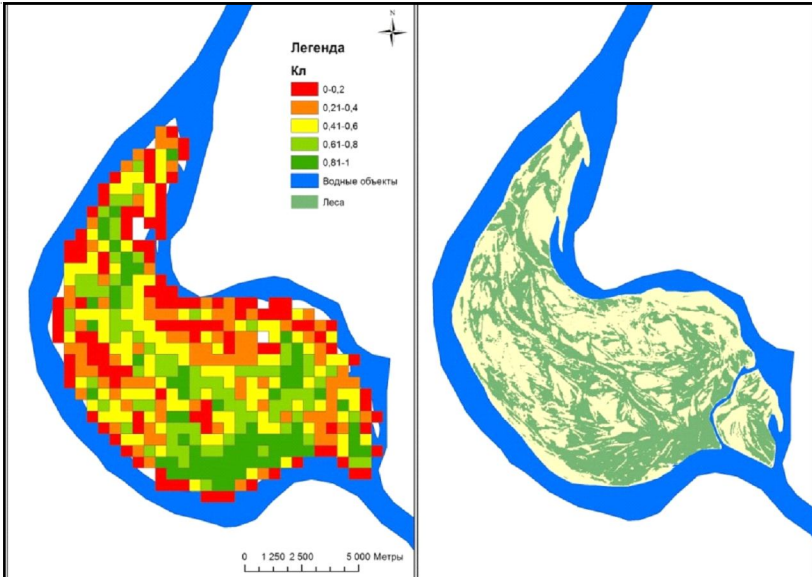 N
Легенда
Кл
0-0,2
0,21-0,4
0,41-0,6
0,61-0,8
0,81-1
Водные объекты
Леса
0 1 250 2 500 5 000 Метры